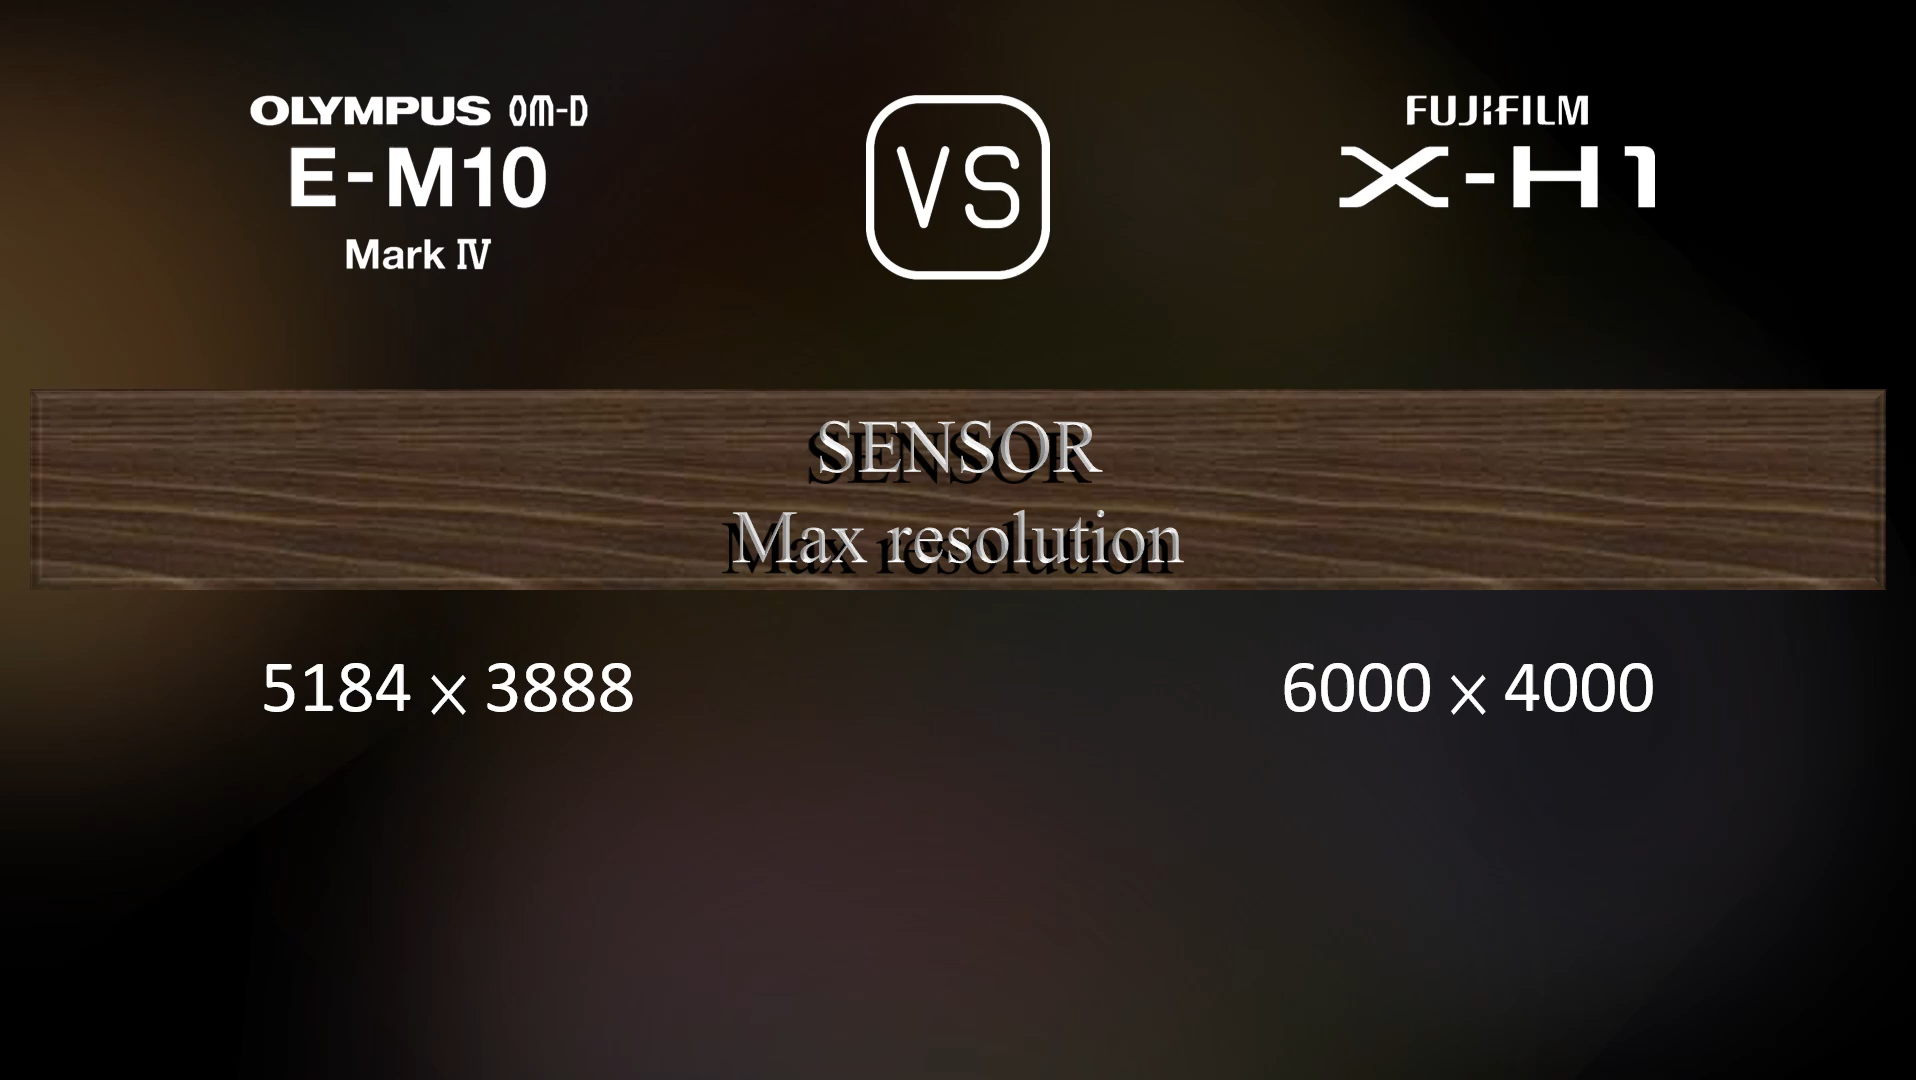 OLYMPUS OM-D
E-M10
Mark IV
VS
FUJIFILM
X-H1
SENSOR
Max resolution
5184 x 3888
6000 x 4000